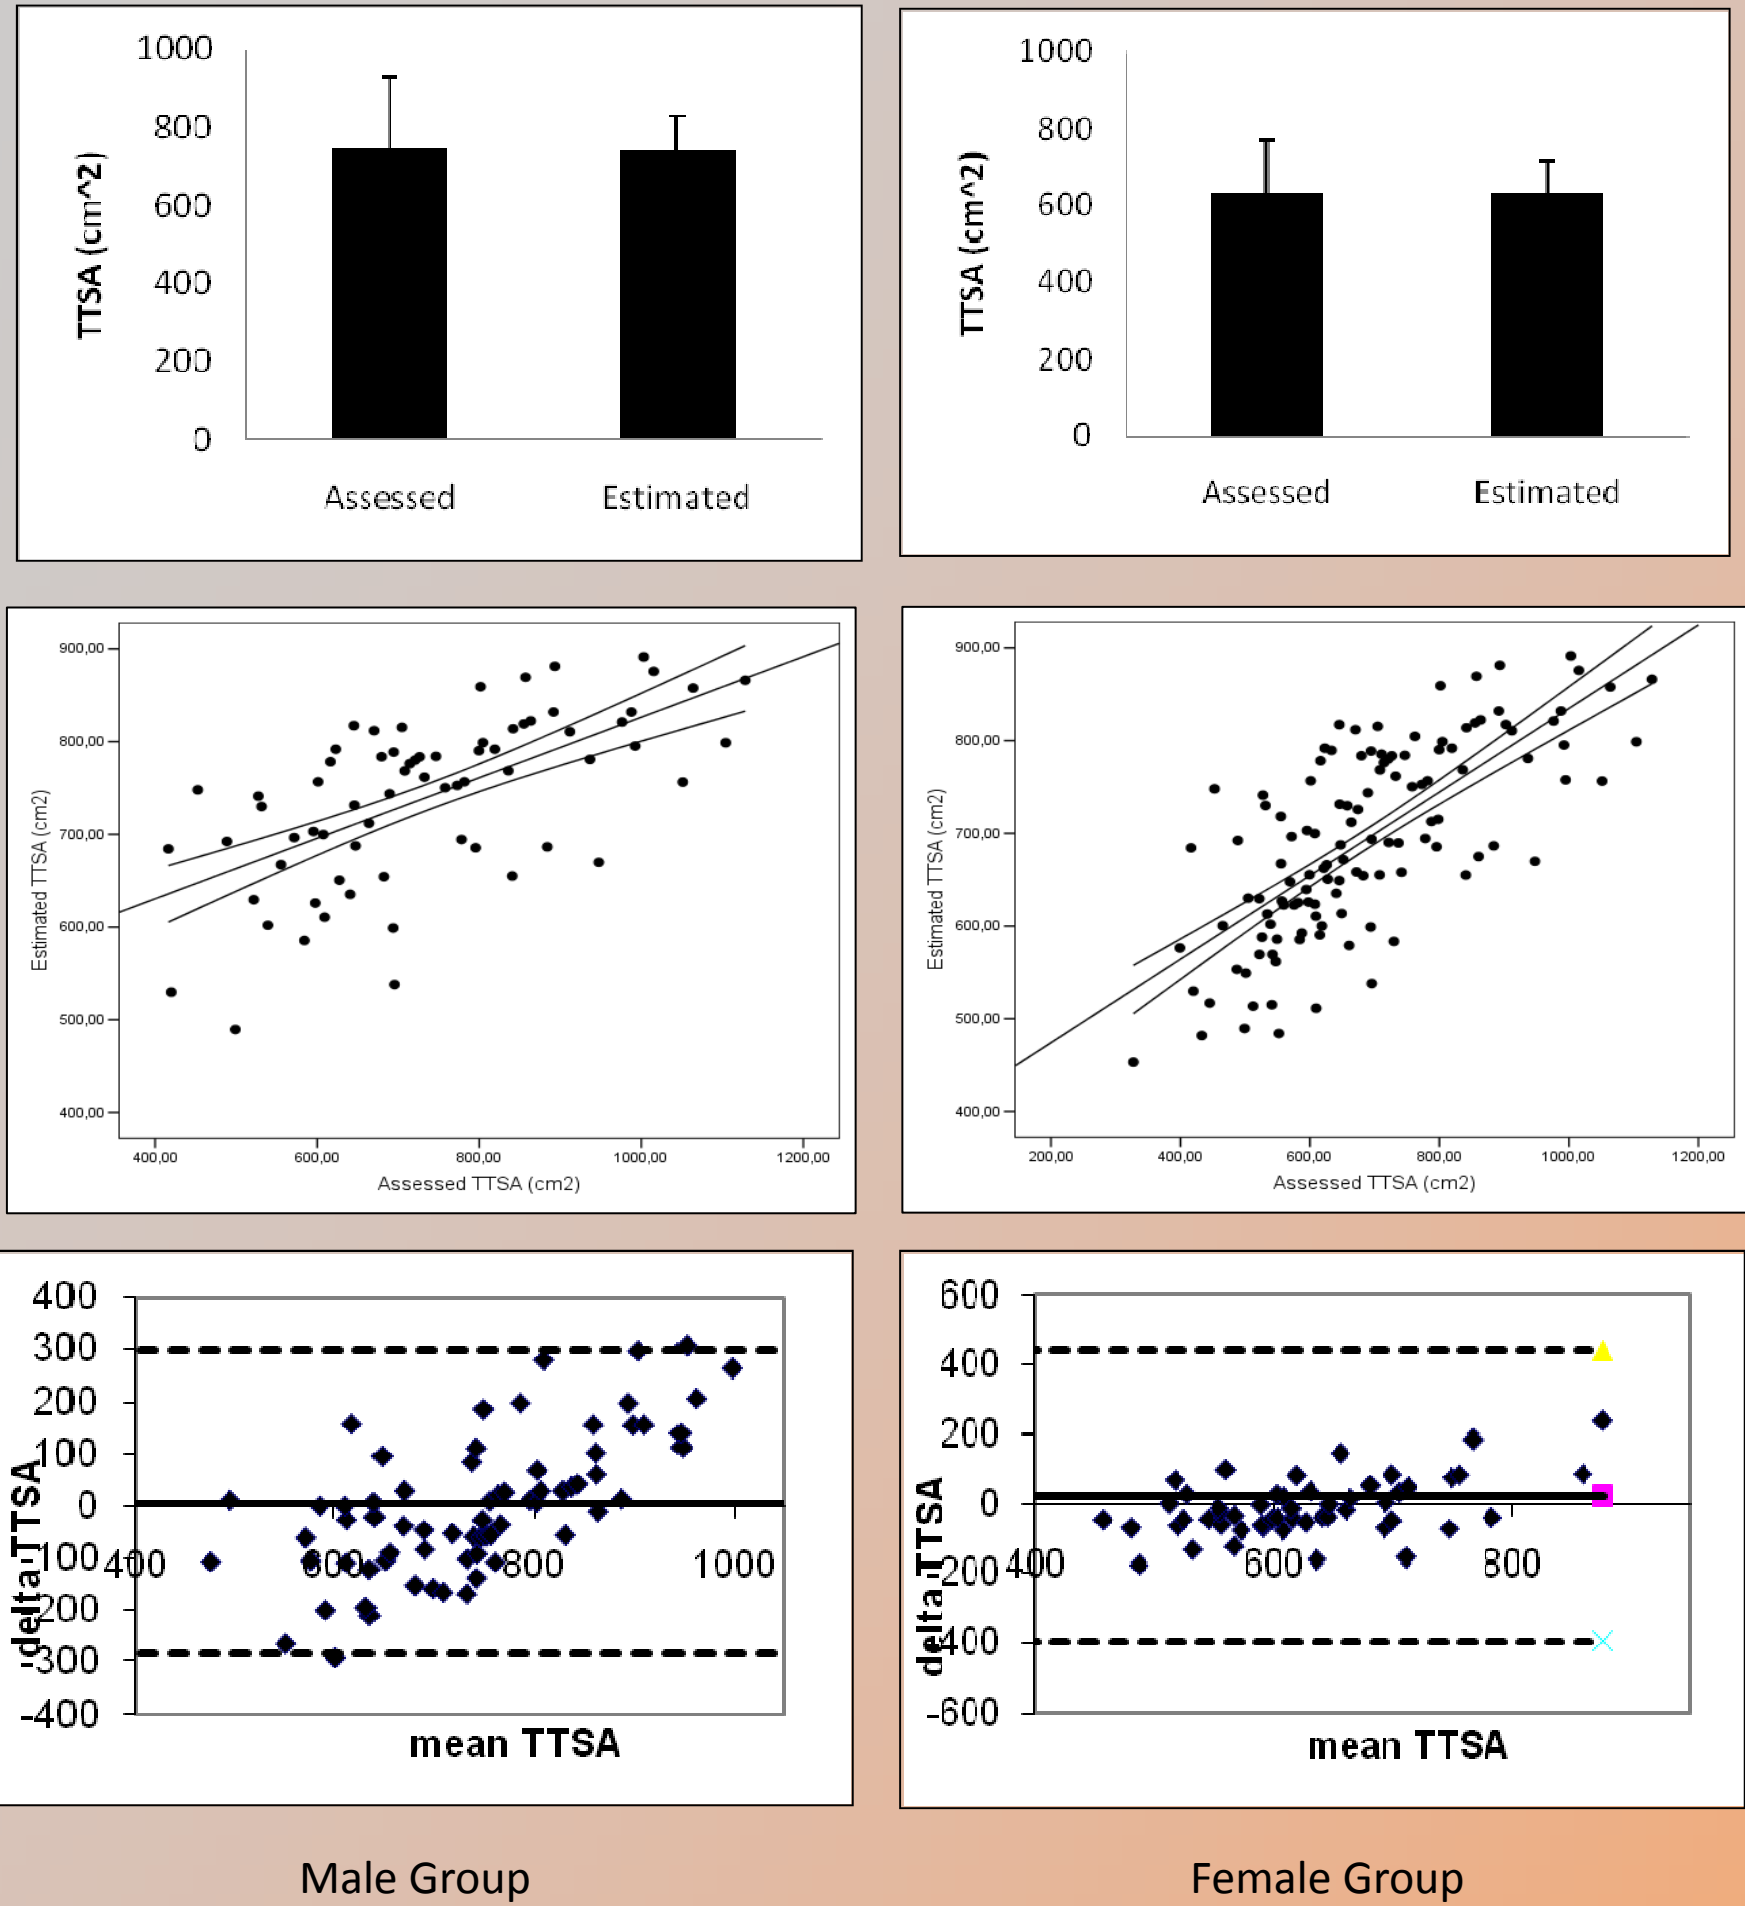 1000
800
600
400
200
0
TTSA (cm^2)
Assessed
Estimated
1000
800
600
400
200
0
TTSA (cm^2)
Assessed
Estimated
900,00
800,00
700,00
600,00
500,00
400,00
Estimated TTSA (cm2)
400,00 600,00 800,00 1000,00 1200,00
Assessed TTSA (cm2)
900,00
800,00
700,00
600,00
500,00
400,00
Estimated TTSA (cm2)
200,00 400,00 600,00 800,00 1000,00 1200,00
Assessed TTSA (cm2)
400
300
200
100
0
-100
-200
-300
-400
delta TTSA
400 600 800 1000
mean TTSA
600
400
200
0
-200
-400
-600
delta TTSA
400 600 800
mean TTSA
Male Group
Female Group